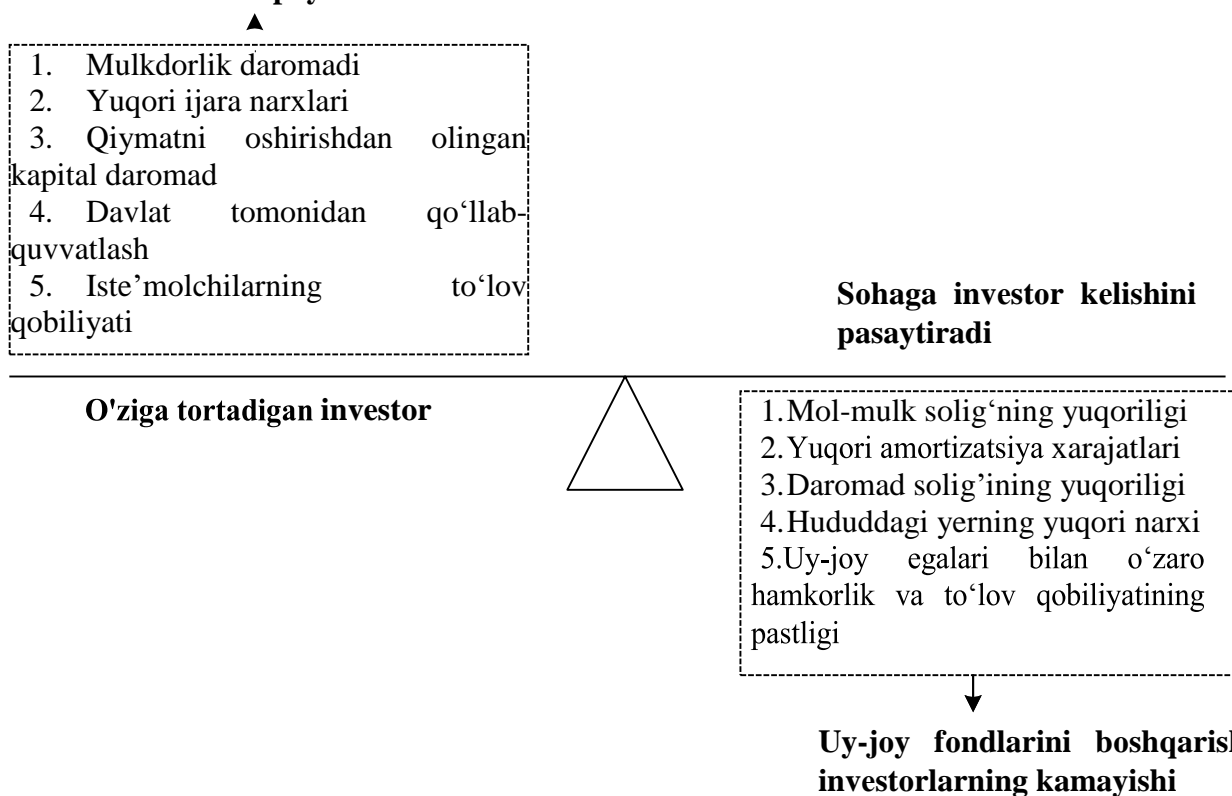 1. Mulkdorlik daromadi
2. Yuqori ijara narxlari
3. Qiymatni oshirishdan olingan
kapital daromad
4. Davlat tomonidan qo‘llab-
quvvatlash
5. Iste’molchilarning to‘lov
qobiliyati
Sohaga investor kelishini
pasaytiradi
O'ziga tortadigan investor
1.Mol-mulk solig‘ning yuqoriligi
2.Yuqori amortizatsiya xarajatlari
3.Daromad solig’ining yuqoriligi
4.Hududdagi yerning yuqori narxi
5.Uy-joy egalari bilan o‘zaro
hamkorlik va to‘lov qobiliyatining
pastligi
Uy-joy fondlarini
investorlarning kamayishi